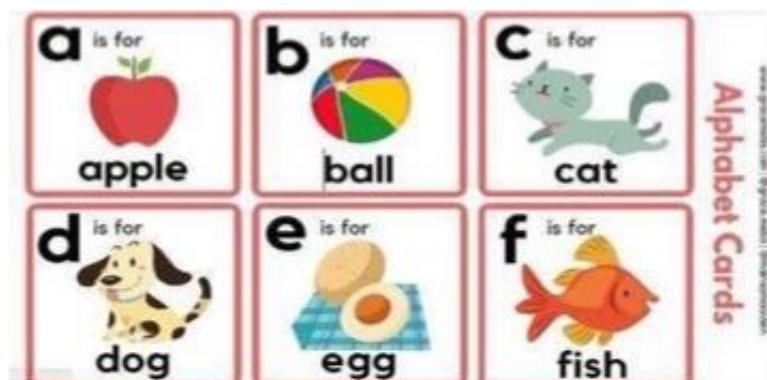 a is for
apple
b is for
ball
c is for
cat
d is for
dog
e is for
egg
f is for
fish
Alphabet Cards